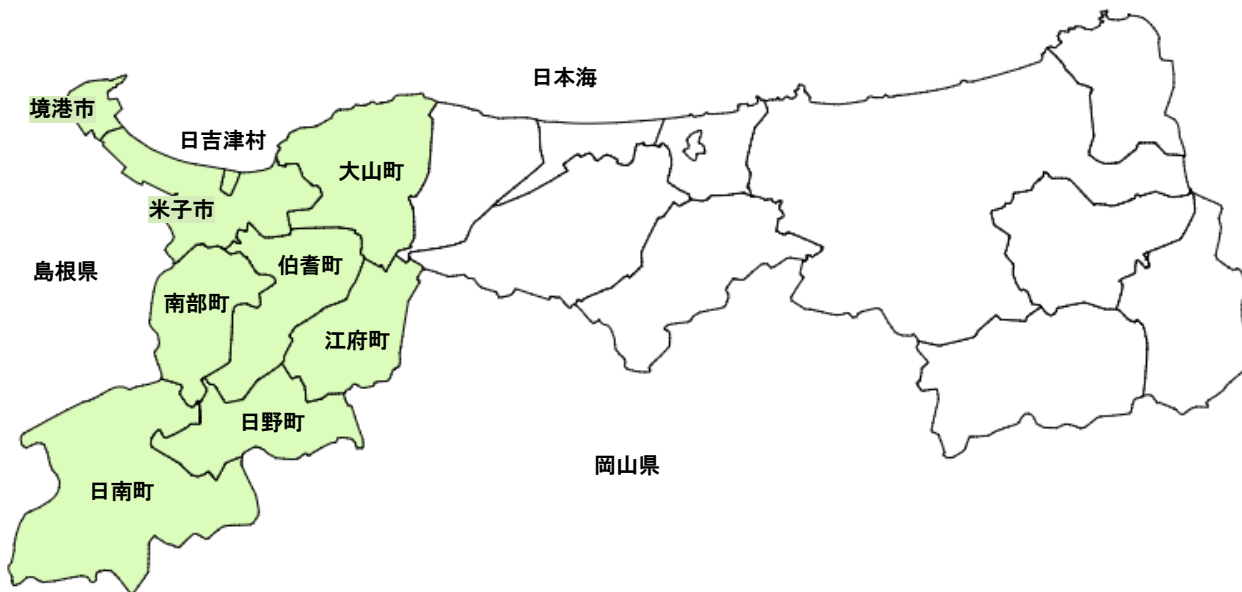 日本海
境港市
日吉津村
大山町
米子市
島根県
伯耆町
南部町
江府町
日野町
岡山県
日南町